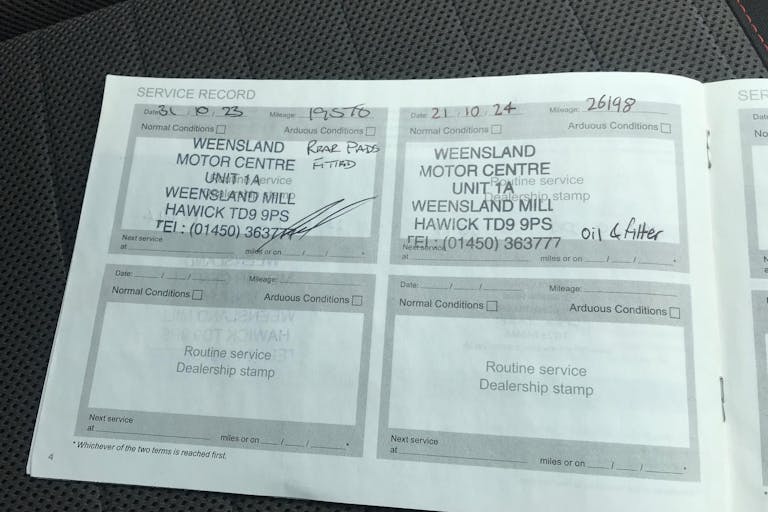 SERVICE RECORD
Date: 31 / 10 / 23 Mileage:
Normal Conditions Arduous Conditions
WEENSLAND
MOTOR CENTRE
UNIT 1A
WEENSLAND MILL
HAWICK TD9 9PS
TEL: (01450) 363777
REAR PADS
FITTED
Routine service
Dealership stamp
Next service
at miles or on / / *
Date: 21 / 10 / 24 Mileage: 26198
Normal Conditions Arduous Conditions
WEENSLAND
MOTOR CENTRE
UNIT 1A
WEENSLAND MILL
HAWICK TD9 9PS
TEL: (01450) 363777
Oil & filter
Routine service
Dealership stamp
Next service
at miles or on / / *
Date: / / Mileage:
Normal Conditions Arduous Conditions
Routine service
Dealership stamp
Next service
at miles or on / / *
Date: / / Mileage:
Normal Conditions Arduous Conditions
Routine service
Dealership stamp
Next service
at miles or on / / *
* Whichever of the two terms is reached first.
4
SER